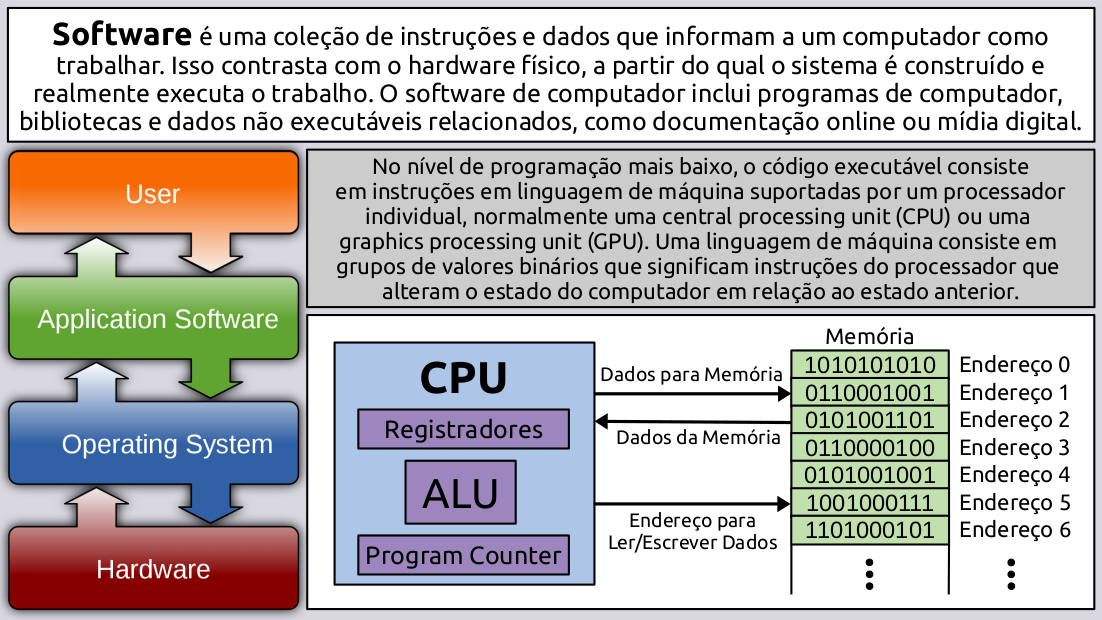 Software é uma coleção de instruções e dados que informam a um computador como
trabalhar. Isso contrasta com o hardware físico, a partir do qual o sistema é construído e
realmente executa o trabalho. O software de computador inclui programas de computador,
bibliotecas e dados não executáveis relacionados, como documentação online ou mídia digital.
User
Application Software
Operating System
Hardware
No nível de programação mais baixo, o código executável consiste
em instruções em linguagem de máquina suportadas por um processador
individual, normalmente uma central processing unit (CPU) ou uma
graphics processing unit (GPU). Uma linguagem de máquina consiste em
grupos de valores binários que significam instruções do processador que
alteram o estado do computador em relação ao estado anterior.
CPU
Registradores
ALU
Program Counter
Dados para Memória
Dados da Memória
Endereço para
Ler/Escrever Dados
Memória
1010101010 Endereço 0
0110001001 Endereço 1
0101001101 Endereço 2
0110000100 Endereço 3
0101001001 Endereço 4
1001000111 Endereço 5
1101000101 Endereço 6